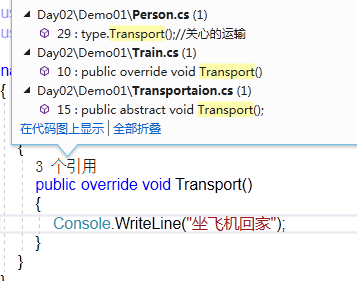 Day02\Demo01\Person.cs (1)
29 : type.Transport();//关心的运输
Day02\Demo01\Train.cs (1)
10 : public override void Transport()
Day02\Demo01\Transportaion.cs (1)
15 : public abstract void Transport();
在代码图上显示 | 全部折叠
{
3 个引用
public override void Transport()
{
Console.WriteLine("坐飞机回家");
}
}